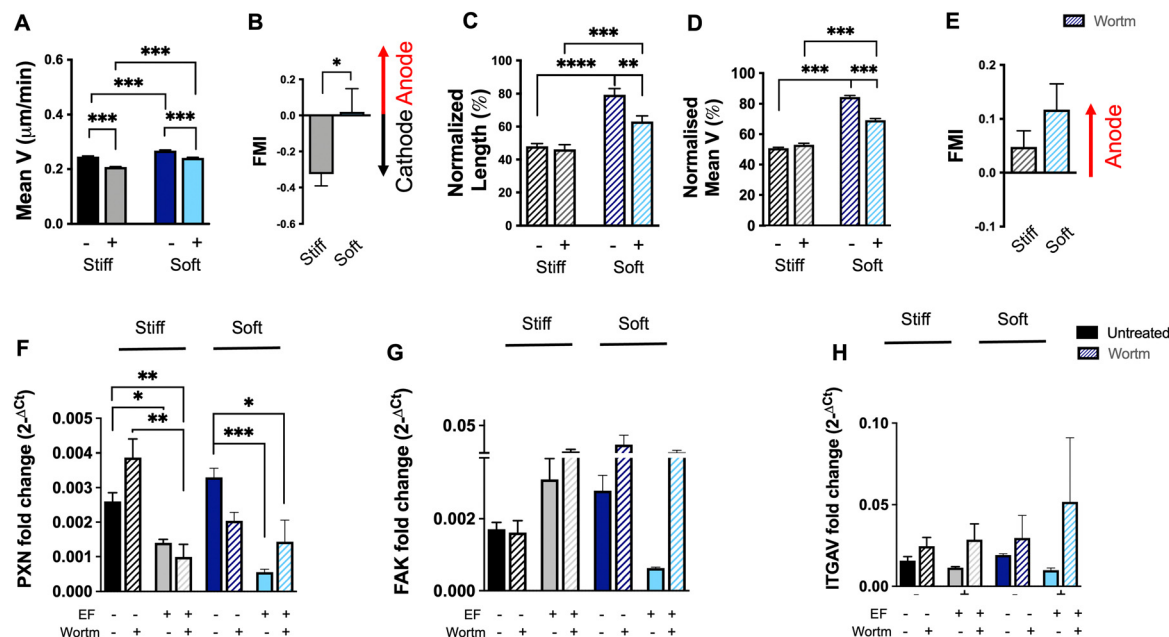 A
Mean V (μm/min)
0.6
0.4
0.2
0.0
***
***
***
***
- + - +
Stiff Soft
B
FMI
0.2
0.0
-0.2
-0.4
-0.6
*
Stiff
Soft
Cathode Anode
C
Normalized
Length (%)
100
80
60
40
20
0
***
**** **
- + - +
Stiff Soft
D
Normalised
Mean V (%)
100
80
60
40
20
0
***
*** ***
- + - +
Stiff Soft
E
Wortm
FMI
0.2
0.1
0.0
-0.1
Stiff
Soft
Anode
F
Stiff Soft
PXN fold change (2-ΔCt)
0.005
0.004
0.003
0.002
0.001
0.000
**
*
**
*
***
EF - - + + - - + +
Wortm - + - + - + - +
G
Stiff Soft
FAK fold change (2-ΔCt)
0.05
0.002
0.000
EF - - + + - - + +
Wortm - + - + - + - +
H
Stiff Soft
Untreated
Wortm
ITGAV fold change (2-ΔCt)
0.10
0.05
0.00
EF - - + + - - + +
Wortm - + - + - + - +